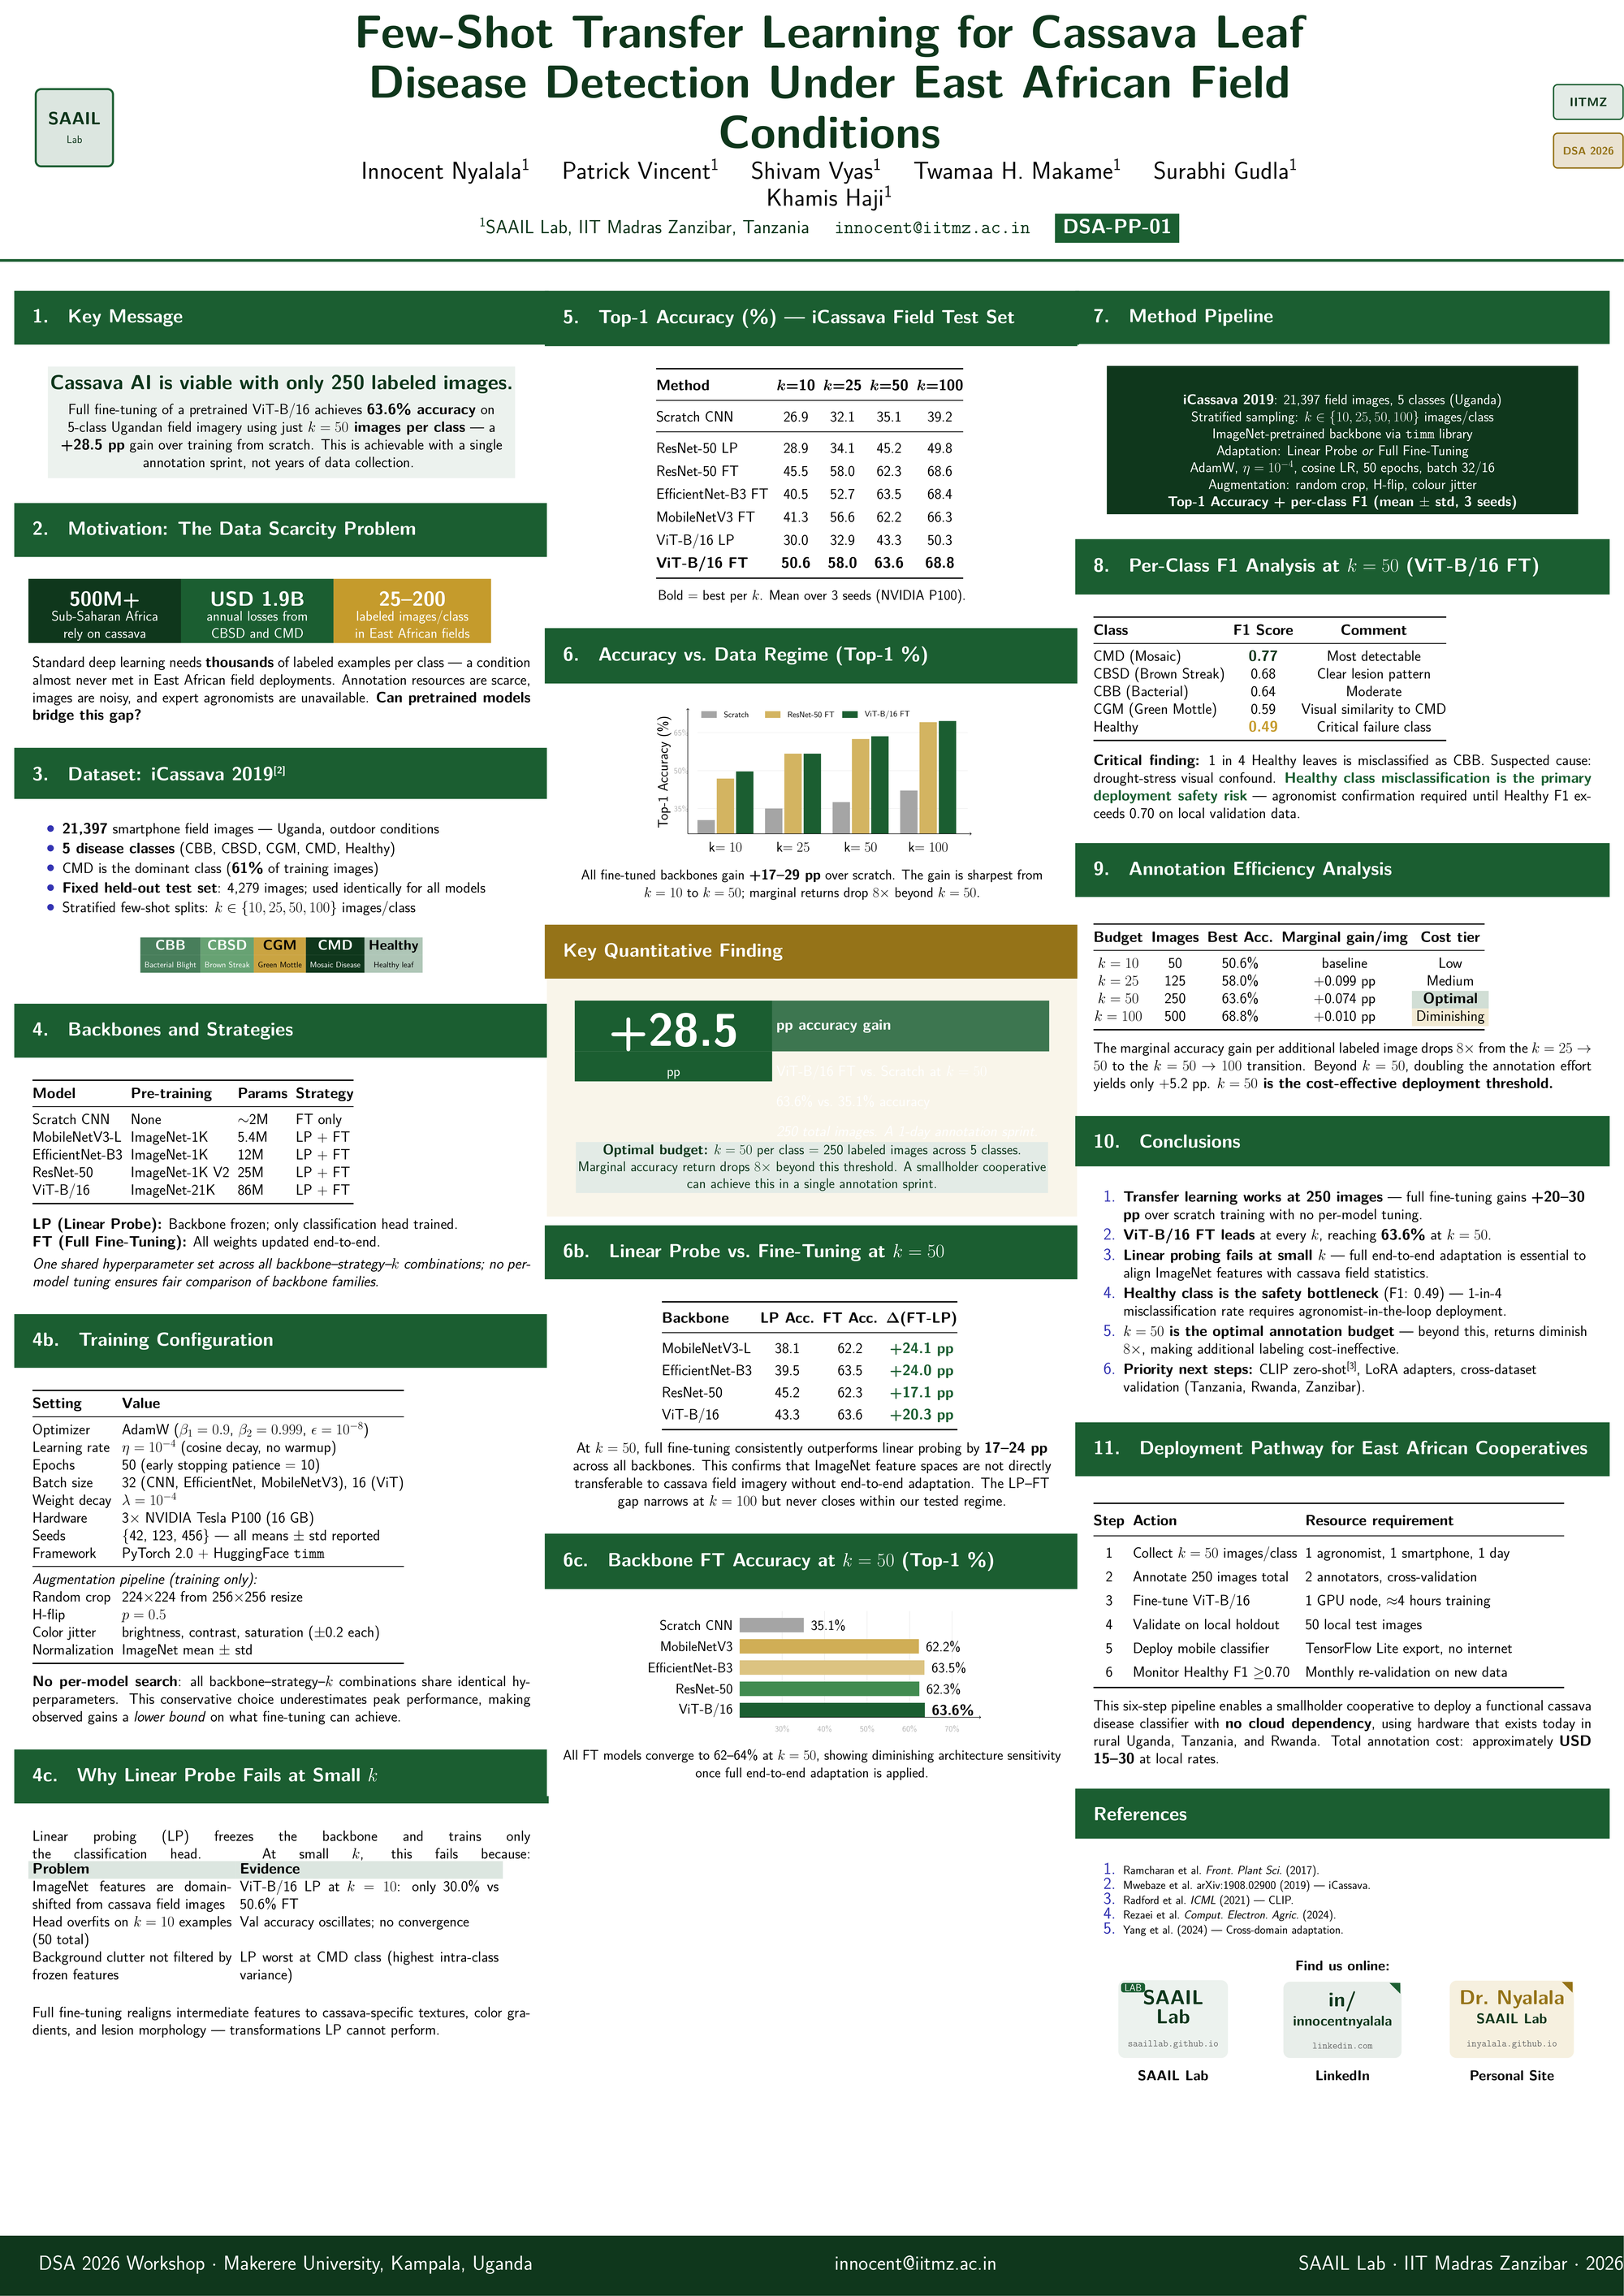 Few-Shot Transfer Learning for Cassava Leaf
Disease Detection Under East African Field
Conditions
SAAIL
Lab
IITMZ
DSA 2026
Innocent Nyalala1 Patrick Vincent1 Shivam Vyas1 Twamaa H. Makame1 Surabhi Gudla1
Khamis Haji1
1SAAIL Lab, IIT Madras Zanzibar, Tanzania innocent@iitmz.ac.in DSA-PP-01
1. Key Message
Cassava AI is viable with only 250 labeled images.
Full fine-tuning of a pretrained ViT-B/16 achieves 63.6% accuracy on
5-class Ugandan field imagery using just k = 50 images per class — a
+28.5 pp gain over training from scratch. This is achievable with a single
annotation sprint, not years of data collection.
2. Motivation: The Data Scarcity Problem
500M+ USD 1.9B 25–200
Sub-Saharan Africa annual losses from labeled images/class
rely on cassava CBSD and CMD in East African fields
Standard deep learning needs thousands of labeled examples per class — a condition
almost never met in East African field deployments. Annotation resources are scarce,
images are noisy, and expert agronomists are unavailable. Can pretrained models
bridge this gap?
3. Dataset: iCassava 2019[2]
• 21,397 smartphone field images — Uganda, outdoor conditions
• 5 disease classes (CBB, CBSD, CGM, CMD, Healthy)
• CMD is the dominant class (61% of training images)
• Fixed held-out test set: 4,279 images; used identically for all models
• Stratified few-shot splits: k ∈ {10, 25, 50, 100} images/class
CBB CBSD CGM CMD Healthy
Bacterial Blight Brown Streak Green Mottle Mosaic Disease Healthy leaf
4. Backbones and Strategies
Model Pre-training Params Strategy
Scratch CNN None ∼2M FT only
MobileNetV3-L ImageNet-1K 5.4M LP + FT
EfficientNet-B3 ImageNet-1K 12M LP + FT
ResNet-50 ImageNet-1K V2 25M LP + FT
ViT-B/16 ImageNet-21K 86M LP + FT
LP (Linear Probe): Backbone frozen; only classification head trained.
FT (Full Fine-Tuning): All weights updated end-to-end.
One shared hyperparameter set across all backbone–strategy–k combinations; no per-
model tuning ensures fair comparison of backbone families.
4b. Training Configuration
Setting Value
Optimizer AdamW (β1 = 0.9, β2 = 0.999, ϵ = 10−8)
Learning rate η = 10−4 (cosine decay, no warmup)
Epochs 50 (early stopping patience = 10)
Batch size 32 (CNN, EfficientNet, MobileNetV3), 16 (ViT)
Weight decay λ = 10−4
Hardware 3× NVIDIA Tesla P100 (16 GB)
Seeds {42, 123, 456} — all means ± std reported
Framework PyTorch 2.0 + HuggingFace timm
Augmentation pipeline (training only):
Random crop 224×224 from 256×256 resize
H-flip p = 0.5
Color jitter brightness, contrast, saturation (±0.2 each)
Normalization ImageNet mean ± std
No per-model search: all backbone–strategy–k combinations share identical hy-
perparameters. This conservative choice underestimates peak performance, making
observed gains a lower bound on what fine-tuning can achieve.
4c. Why Linear Probe Fails at Small k
Linear probing (LP) freezes the backbone and trains only
the classification head. At small k, this fails because:
Problem Evidence
ImageNet features are domain- ViT-B/16 LP at k = 10: only 30.0% vs
shifted from cassava field images 50.6% FT
Head overfits on k = 10 examples Val accuracy oscillates; no convergence
(50 total)
Background clutter not filtered by LP worst at CMD class (highest intra-class
frozen features variance)
Full fine-tuning realigns intermediate features to cassava-specific textures, color gra-
dients, and lesion morphology — transformations LP cannot perform.
5. Top-1 Accuracy (%) — iCassava Field Test Set
Method k=10 k=25 k=50 k=100
Scratch CNN 26.9 32.1 35.1 39.2
ResNet-50 LP 28.9 34.1 45.2 49.8
ResNet-50 FT 45.5 58.0 62.3 68.6
EfficientNet-B3 FT 40.5 52.7 63.5 68.4
MobileNetV3 FT 41.3 56.6 62.2 66.3
ViT-B/16 LP 30.0 32.9 43.3 50.3
ViT-B/16 FT 50.6 58.0 63.6 68.8
Bold = best per k. Mean over 3 seeds (NVIDIA P100).
6. Accuracy vs. Data Regime (Top-1 %)
Scratch ResNet-50 FT ViT-B/16 FT
Top-1 Accuracy (%)
65%
50%
35%
k= 10 k= 25 k= 50 k= 100
All fine-tuned backbones gain +17–29 pp over scratch. The gain is sharpest from
k = 10 to k = 50; marginal returns drop 8× beyond k = 50.
Key Quantitative Finding
+28.5
pp
pp accuracy gain
ViT-B/16 FT vs. Scratch at k = 50
63.6% vs. 35.1% accuracy
250 total images. A 1-day annotation sprint.
Optimal budget: k = 50 per class = 250 labeled images across 5 classes.
Marginal accuracy return drops 8× beyond this threshold. A smallholder cooperative
can achieve this in a single annotation sprint.
6b. Linear Probe vs. Fine-Tuning at k = 50
Backbone LP Acc. FT Acc. Δ(FT-LP)
MobileNetV3-L 38.1 62.2 +24.1 pp
EfficientNet-B3 39.5 63.5 +24.0 pp
ResNet-50 45.2 62.3 +17.1 pp
ViT-B/16 43.3 63.6 +20.3 pp
At k = 50, full fine-tuning consistently outperforms linear probing by 17–24 pp
across all backbones. This confirms that ImageNet feature spaces are not directly
transferable to cassava field imagery without end-to-end adaptation. The LP–FT
gap narrows at k = 100 but never closes within our tested regime.
6c. Backbone FT Accuracy at k = 50 (Top-1 %)
Scratch CNN 35.1%
MobileNetV3 62.2%
EfficientNet-B3 63.5%
ResNet-50 62.3%
ViT-B/16 63.6%
30% 40% 50% 60% 70%
All FT models converge to 62–64% at k = 50, showing diminishing architecture sensitivity
once full end-to-end adaptation is applied.
7. Method Pipeline
iCassava 2019: 21,397 field images, 5 classes (Uganda)
Stratified sampling: k ∈ {10, 25, 50, 100} images/class
ImageNet-pretrained backbone via timm library
Adaptation: Linear Probe or Full Fine-Tuning
AdamW, η = 10−4, cosine LR, 50 epochs, batch 32/16
Augmentation: random crop, H-flip, colour jitter
Top-1 Accuracy + per-class F1 (mean ± std, 3 seeds)
8. Per-Class F1 Analysis at k = 50 (ViT-B/16 FT)
Class F1 Score Comment
CMD (Mosaic) 0.77 Most detectable
CBSD (Brown Streak) 0.68 Clear lesion pattern
CBB (Bacterial) 0.64 Moderate
CGM (Green Mottle) 0.59 Visual similarity to CMD
Healthy 0.49 Critical failure class
Critical finding: 1 in 4 Healthy leaves is misclassified as CBB. Suspected cause:
drought-stress visual confound. Healthy class misclassification is the primary
deployment safety risk — agronomist confirmation required until Healthy F1 ex-
ceeds 0.70 on local validation data.
9. Annotation Efficiency Analysis
Budget Images Best Acc. Marginal gain/img Cost tier
k = 10 50 50.6% baseline Low
k = 25 125 58.0% +0.099 pp Medium
k = 50 250 63.6% +0.074 pp Optimal
k = 100 500 68.8% +0.010 pp Diminishing
The marginal accuracy gain per additional labeled image drops 8× from the k = 25 →
50 to the k = 50 → 100 transition. Beyond k = 50, doubling the annotation effort
yields only +5.2 pp. k = 50 is the cost-effective deployment threshold.
10. Conclusions
1. Transfer learning works at 250 images — full fine-tuning gains +20–30
pp over scratch training with no per-model tuning.
2. ViT-B/16 FT leads at every k, reaching 63.6% at k = 50.
3. Linear probing fails at small k — full end-to-end adaptation is essential to
align ImageNet features with cassava field statistics.
4. Healthy class is the safety bottleneck (F1: 0.49) — 1-in-4
misclassification rate requires agronomist-in-the-loop deployment.
5. k = 50 is the optimal annotation budget — beyond this, returns diminish
8×, making additional labeling cost-ineffective.
6. Priority next steps: CLIP zero-shot[3], LoRA adapters, cross-dataset
validation (Tanzania, Rwanda, Zanzibar).
11. Deployment Pathway for East African Cooperatives
Step Action Resource requirement
1 Collect k = 50 images/class 1 agronomist, 1 smartphone, 1 day
2 Annotate 250 images total 2 annotators, cross-validation
3 Fine-tune ViT-B/16 1 GPU node, ≈4 hours training
4 Validate on local holdout 50 local test images
5 Deploy mobile classifier TensorFlow Lite export, no internet
6 Monitor Healthy F1 ≥0.70 Monthly re-validation on new data
This six-step pipeline enables a smallholder cooperative to deploy a functional cassava
disease classifier with no cloud dependency, using hardware that exists today in
rural Uganda, Tanzania, and Rwanda. Total annotation cost: approximately USD
15–30 at local rates.
References
1. Ramcharan et al. Front. Plant Sci. (2017).
2. Mwebaze et al. arXiv:1908.02900 (2019) — iCassava.
3. Radford et al. ICML (2021) — CLIP.
4. Rezaei et al. Comput. Electron. Agric. (2024).
5. Yang et al. (2024) — Cross-domain adaptation.
Find us online:
LAB
SAAIL
Lab
saaillab.github.io
SAAIL Lab
in/
innocentnyalala
linkedin.com
LinkedIn
Dr. Nyalala
SAAIL Lab
inyalala.github.io
Personal Site
DSA 2026 Workshop · Makerere University, Kampala, Uganda innocent@iitmz.ac.in SAAIL Lab · IIT Madras Zanzibar · 2026